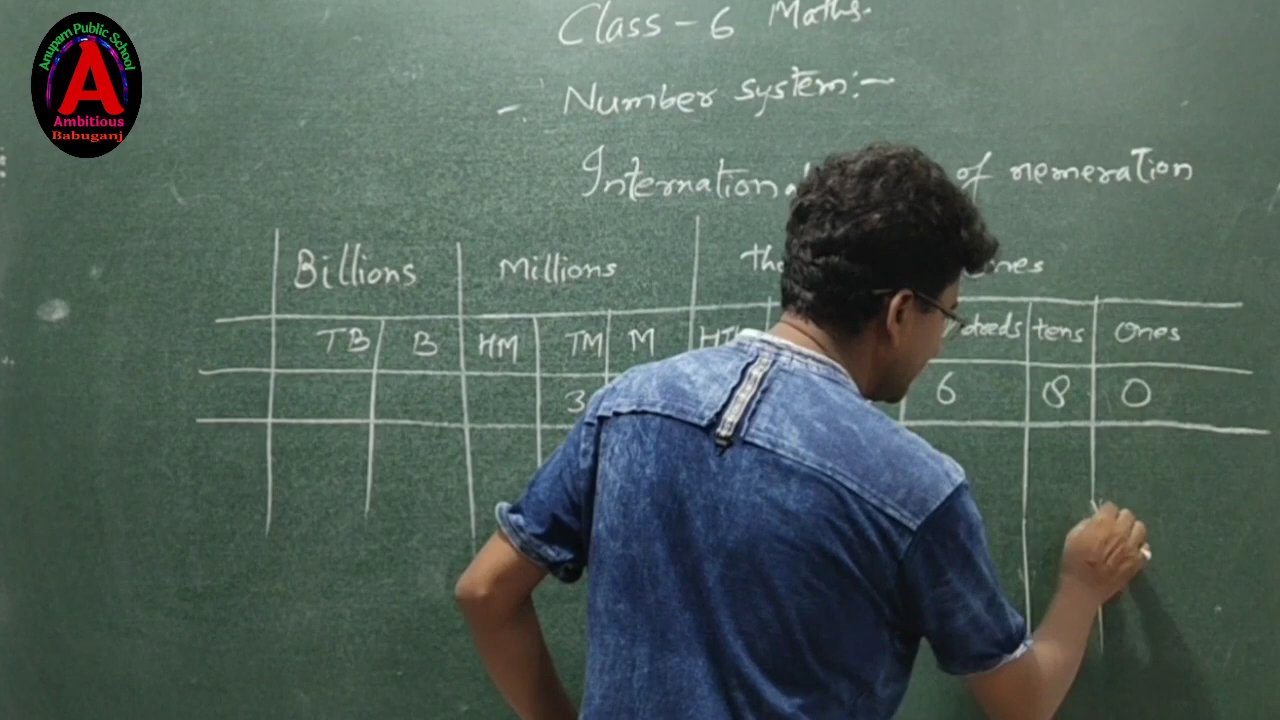 Anupam Public School
A
Ambitious
Babuganj
Class - 6 Maths.
- Number system:-
International of nemeration
Billions Millions
TB B HM TM M tens Ones
3 6 8 0